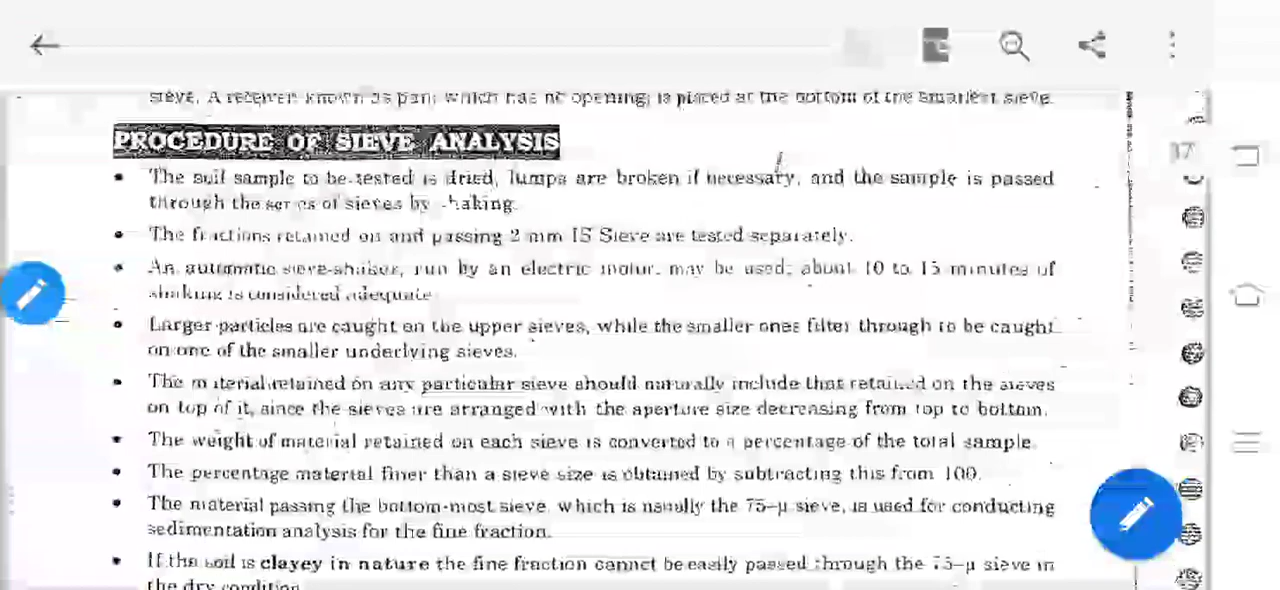 sieve. A receiver known as pan, which has no opening, is placed at the bottom of the smallest sieve.
PROCEDURE OF SIEVE ANALYSIS
• The soil sample to be tested is dried, lumps are broken if necessary, and the sample is passed
through the series of sieves by shaking.
• The fractions retained on and passing 2 mm IS Sieve are tested separately.
• An automatic sieve-shaker, run by an electric motor, may be used; about 10 to 15 minutes of
shaking is considered adequate
• Larger particles are caught on the upper sieves, while the smaller ones filter through to be caught
on one of the smaller underlying sieves.
• The material retained on any particular sieve should naturally include that retained on the sieves
on top of it, since the sieves are arranged with the aperture size decreasing from top to bottom.
• The weight of material retained on each sieve is converted to a percentage of the total sample.
• The percentage material finer than a sieve size is obtained by subtracting this from 100.
• The material passing the bottom-most sieve, which is usually the 75-μ sieve, is used for conducting
sedimentation analysis for the fine fraction.
• If the soil is clayey in nature the fine fraction cannot be easily passed through the 75-μ sieve in
the dry condition.
17